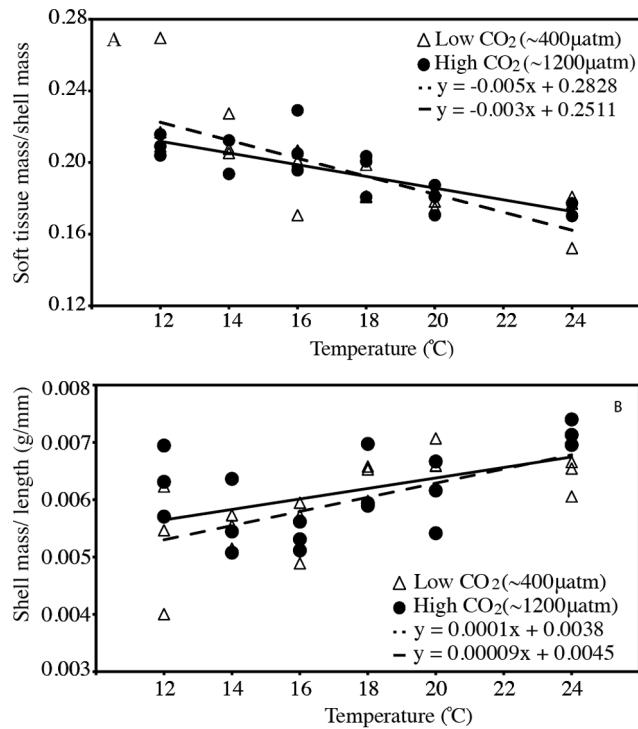 A
Low CO2 (~400µatm)
High CO2 (~1200µatm)
y = -0.005x + 0.2828
y = -0.003x + 0.2511
Soft tissue mass/shell mass
0.28
0.24
0.20
0.16
0.12
12 14 16 18 20 22 24
Temperature (℃)
B
Low CO2 (~400µatm)
High CO2 (~1200µatm)
y = 0.0001x + 0.0038
y = 0.00009x + 0.0045
Shell mass/ length (g/mm)
0.008
0.007
0.006
0.005
0.004
0.003
12 14 16 18 20 22 24
Temperature (℃)